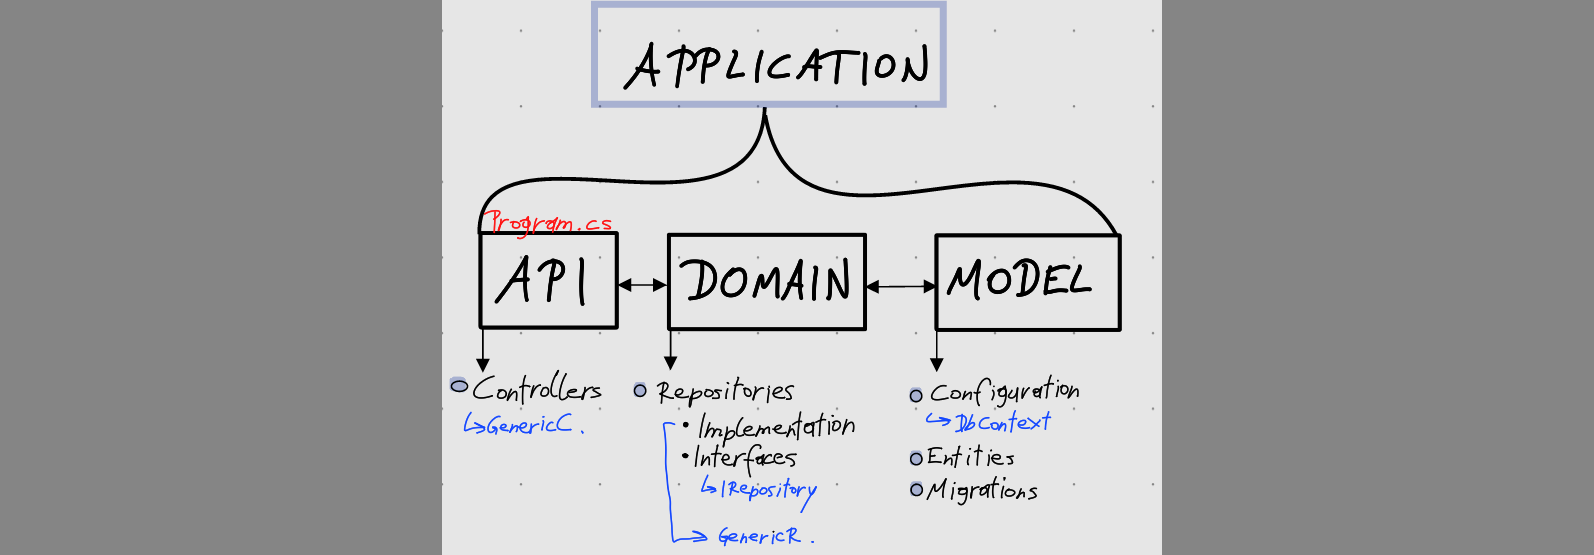 APPLICATION
Program.cs
API
DOMAIN
MODEL
Controllers
GenericC.
Repositories
Implementation
Interfaces
IRepository
GenericR.
Configuration
DbContext
Entities
Migrations